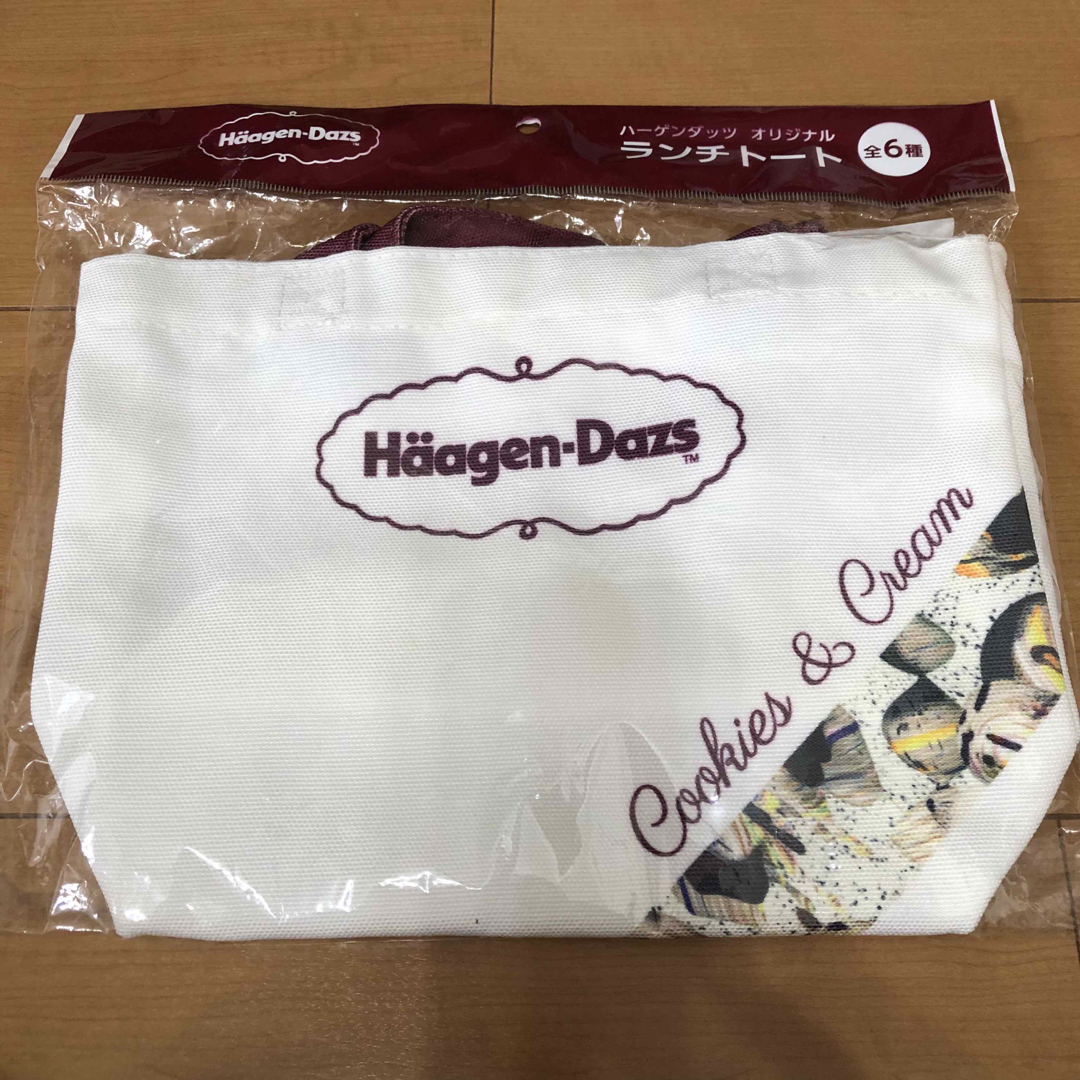 Häagen-Dazs
TM
ハーゲンダッツ オリジナル
ランチトート
全6種
Häagen-Dazs
TM
Cookies & Cream